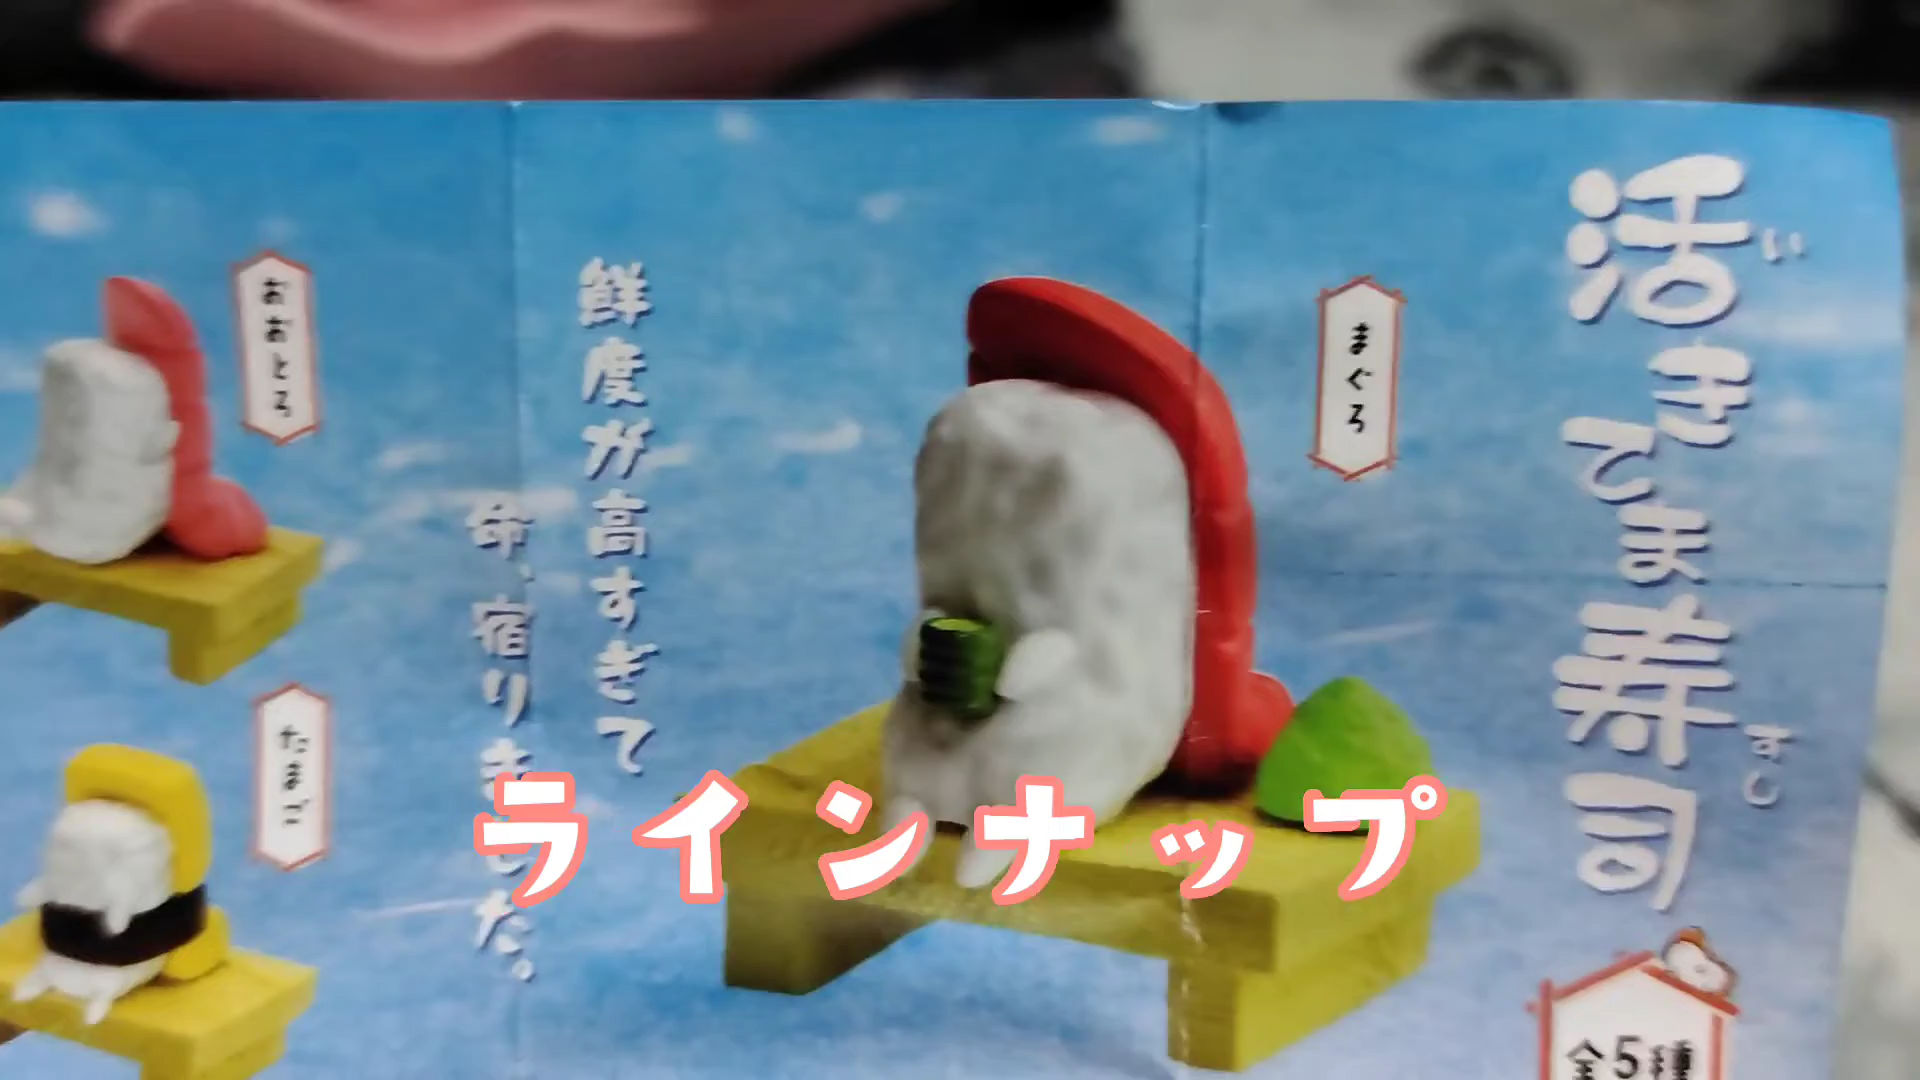 活きてま寿司
い
すし
まぐろ
鮮度が高すぎて
命、宿りました。
おおとろ
たまご
全5種
ラインナップ